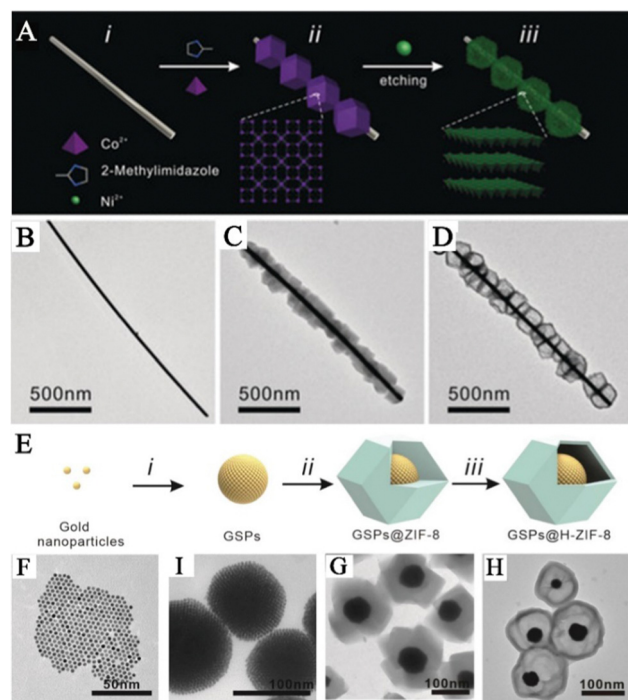 A
i
ii
iii
etching
Co2+
2-Methylimidazole
Ni2+
B
C
D
500nm
500nm
500nm
E
i
ii
iii
Gold
nanoparticles
GSPs
GSPs@ZIF-8
GSPs@H-ZIF-8
F
I
G
H
50nm
100nm
100nm
100nm